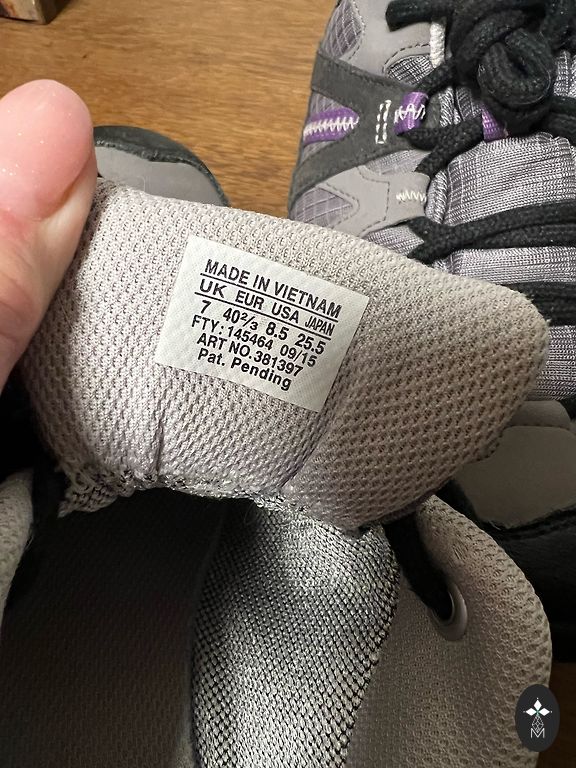 MADE IN VIETNAM
UK EUR USA JAPAN
7 40⅔ 8.5 25.5
FTY: 145464 09/15
ART NO.381397
Pat. Pending